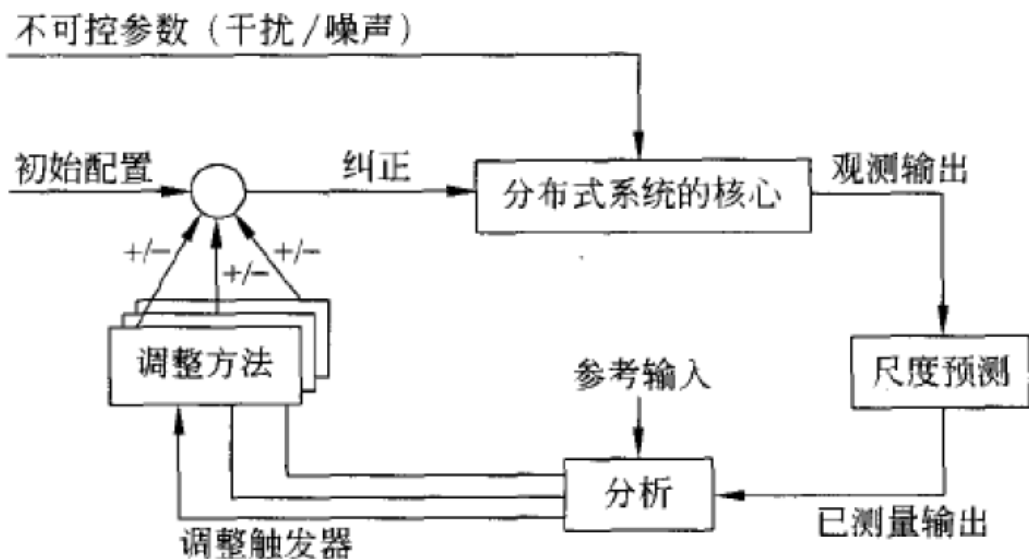 不可控参数（干扰/噪声）
初始配置
纠正
分布式系统的核心
观测输出
+/−
+/−
+/−
调整方法
参考输入
尺度预测
分析
调整触发器
已测量输出